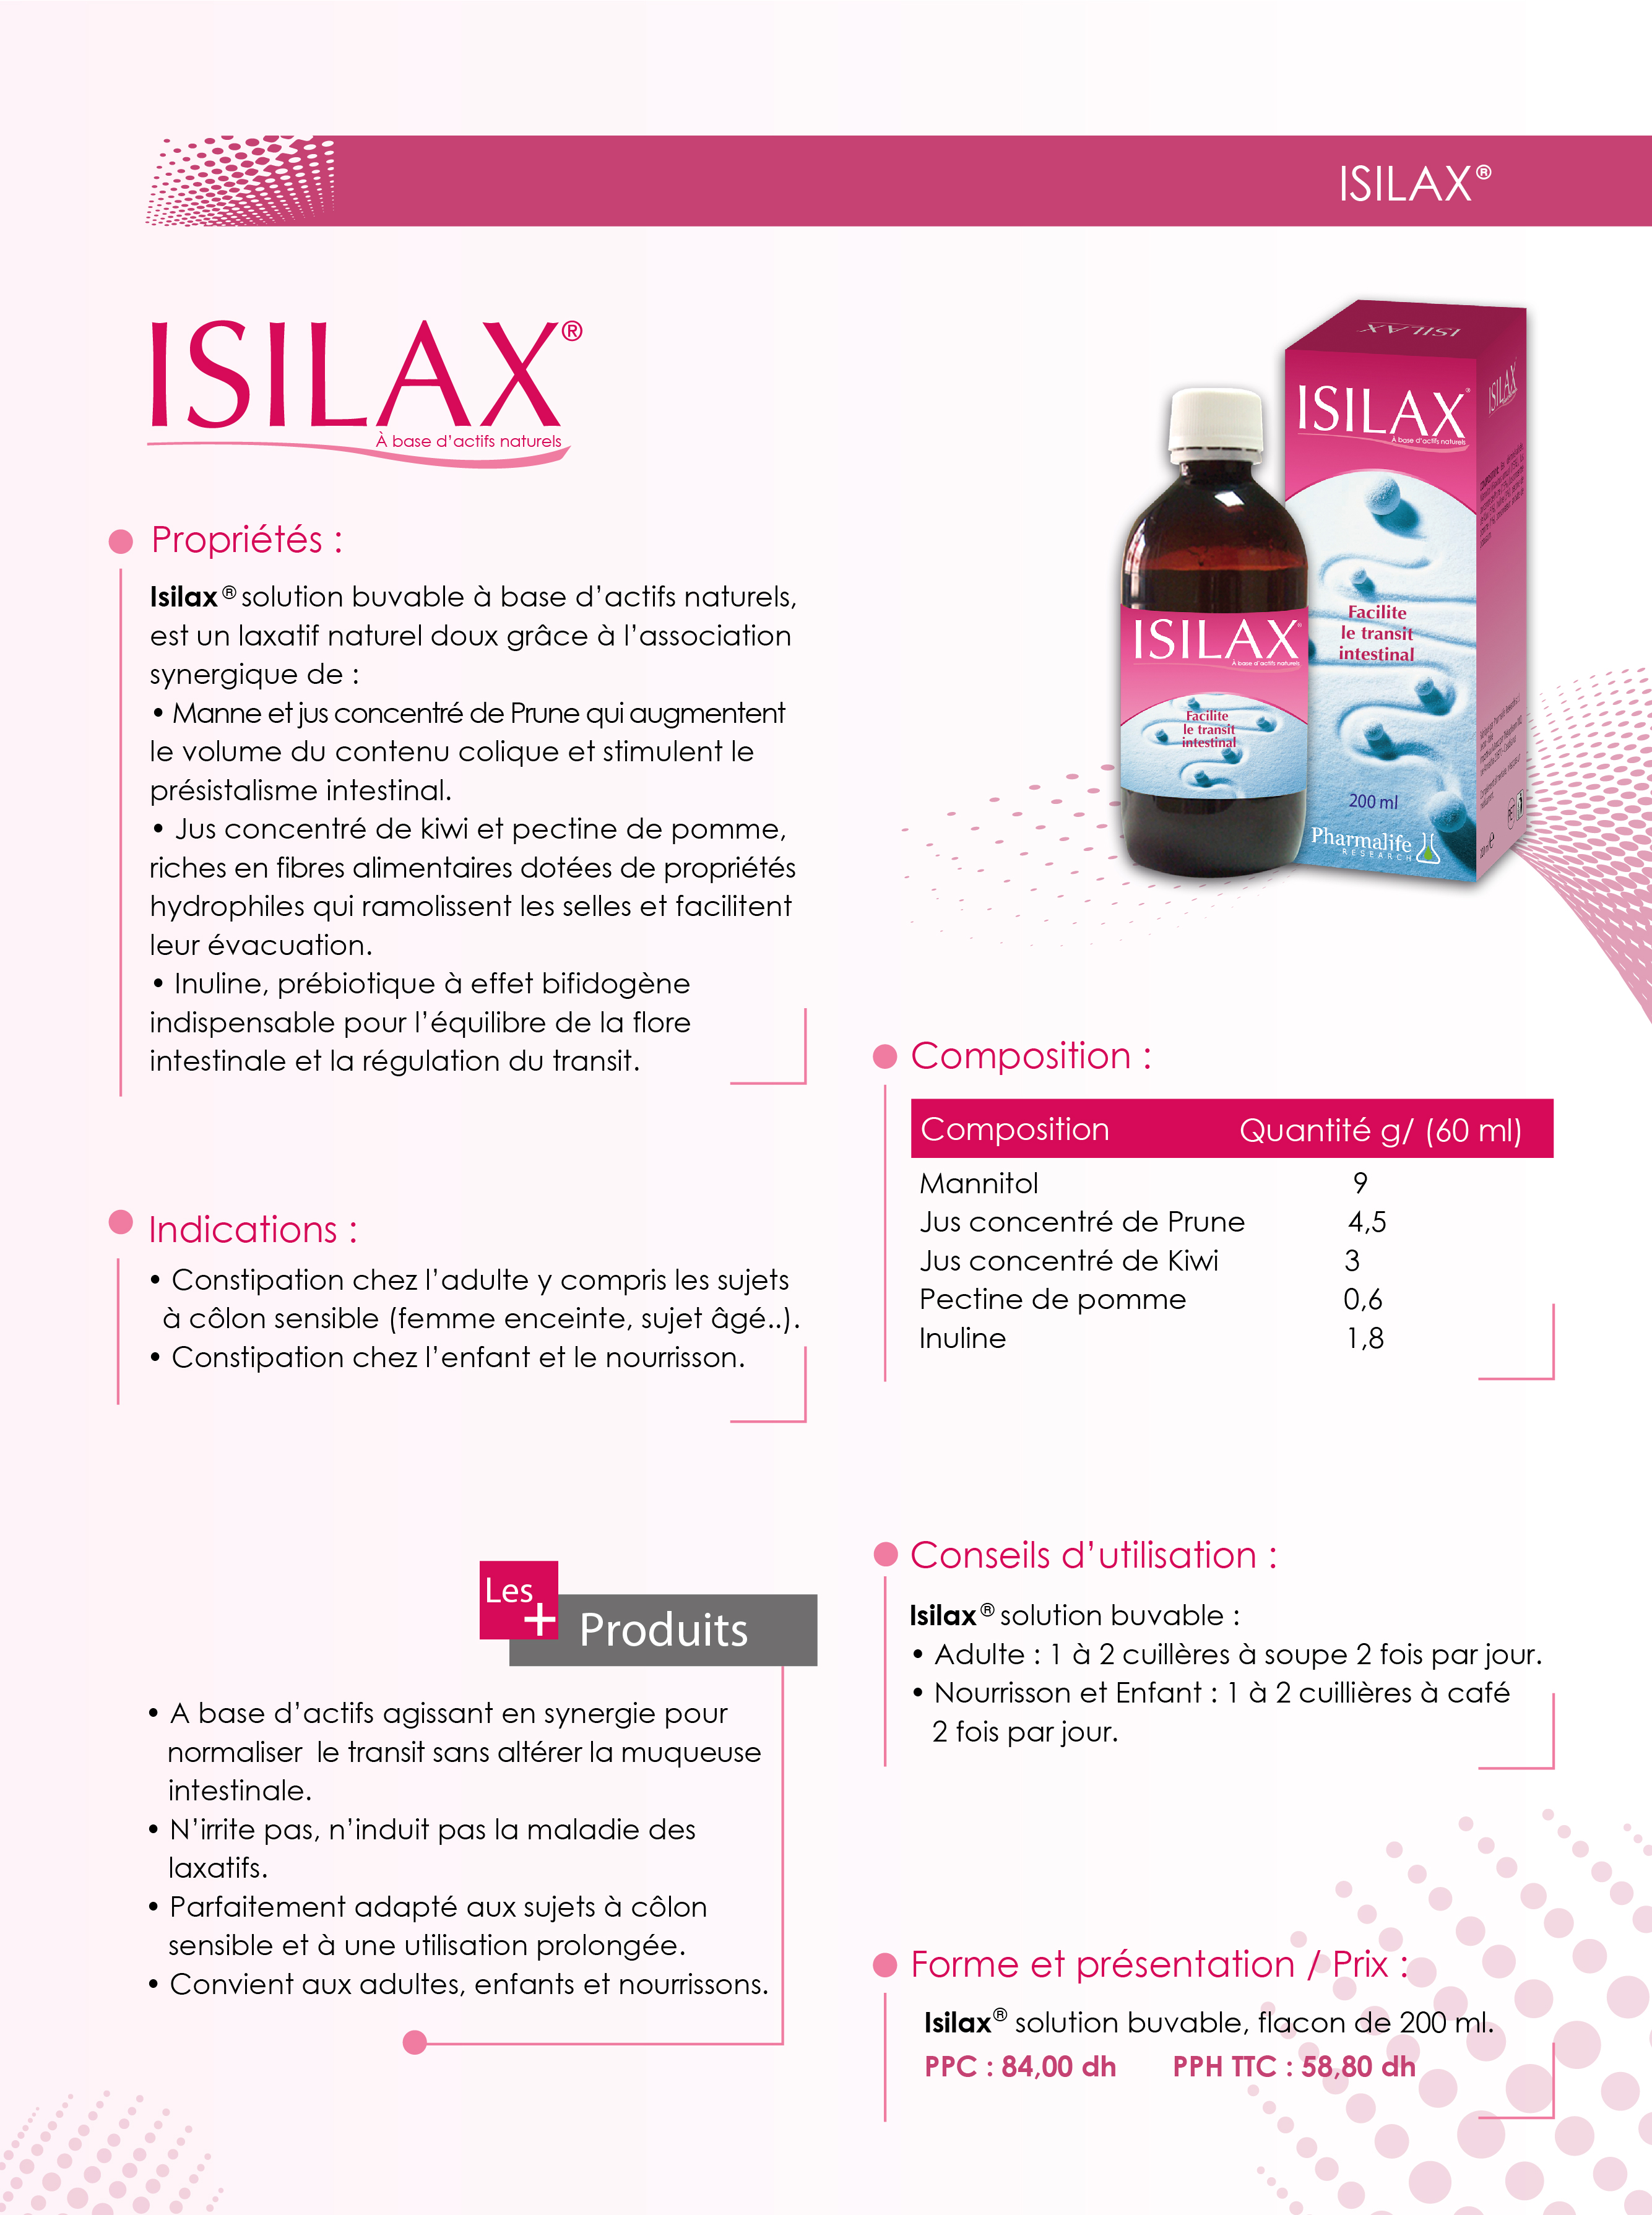 ISILAX®
ISILAX®
À base d'actifs naturels
ISILAX
ISILAX
ISILAX
À base d'actifs naturels
Facilite
le transit
intestinal
200 ml
Pharmalife
RESEARCH
ISILAX
À base d'actifs naturels
Facilite
le transit
intestinal
Propriétés :
Isilax® solution buvable à base d'actifs naturels,
est un laxatif naturel doux grâce à l'association
synergique de :
• Manne et jus concentré de Prune qui augmentent
le volume du contenu colique et stimulent le
présistalisme intestinal.
• Jus concentré de kiwi et pectine de pomme,
riches en fibres alimentaires dotées de propriétés
hydrophiles qui ramolissent les selles et facilitent
leur évacuation.
• Inuline, prébiotique à effet bifidogène
indispensable pour l'équilibre de la flore
intestinale et la régulation du transit.
Indications :
• Constipation chez l'adulte y compris les sujets
à côlon sensible (femme enceinte, sujet âgé..).
• Constipation chez l'enfant et le nourrisson.
Les +
Produits
• A base d'actifs agissant en synergie pour
normaliser le transit sans altérer la muqueuse
intestinale.
• N'irrite pas, n'induit pas la maladie des
laxatifs.
• Parfaitement adapté aux sujets à côlon
sensible et à une utilisation prolongée.
• Convient aux adultes, enfants et nourrissons.
Composition :
Composition Quantité g/ (60 ml)
Mannitol 9
Jus concentré de Prune 4,5
Jus concentré de Kiwi 3
Pectine de pomme 0,6
Inuline 1,8
Conseils d'utilisation :
Isilax® solution buvable :
• Adulte : 1 à 2 cuillères à soupe 2 fois par jour.
• Nourrisson et Enfant : 1 à 2 cuillières à café
2 fois par jour.
Forme et présentation / Prix :
Isilax® solution buvable, flacon de 200 ml.
PPC : 84,00 dh PPH TTC : 58,80 dh